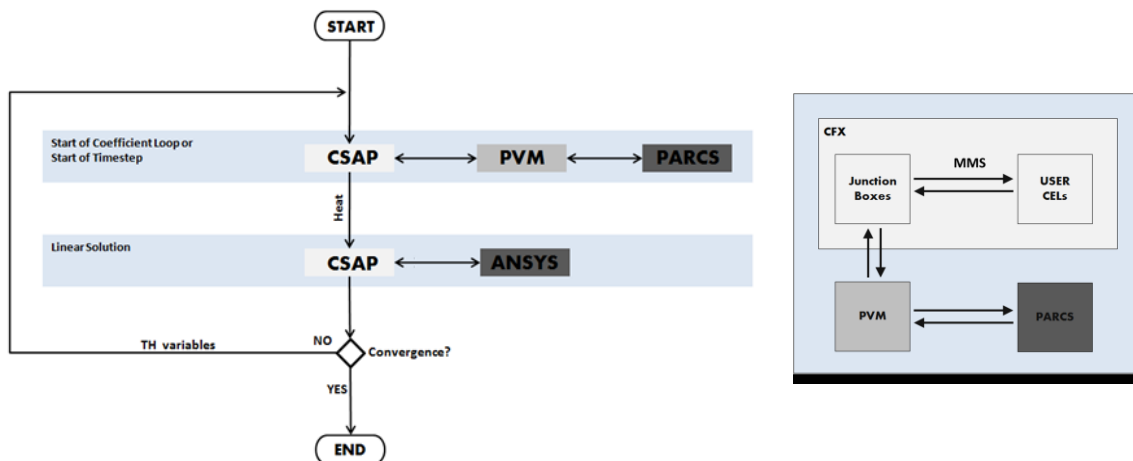 START
Start of Coefficient Loop or
Start of Timestep
CSAP
PVM
PARCS
Heat
Linear Solution
CSAP
ANSYS
TH variables
NO
Convergence?
YES
END
CFX
Junction
Boxes
MMS
USER
CELs
PVM
PARCS